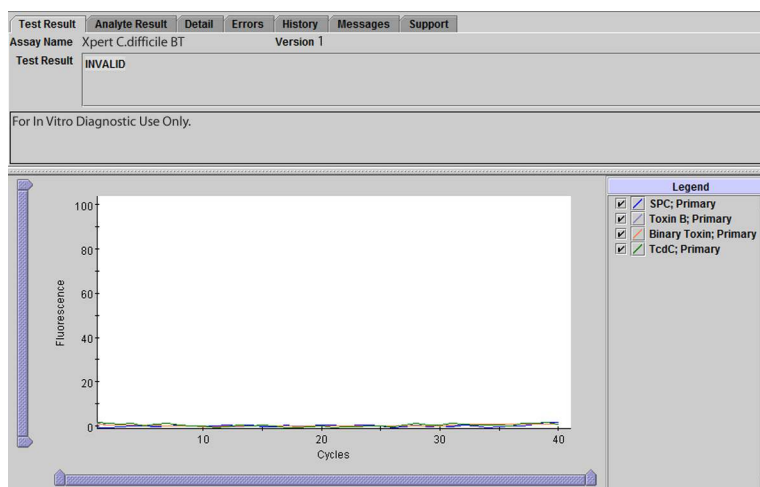 Test Result Analyte Result Detail Errors History Messages Support
Assay Name Xpert C.difficile BT Version 1
Test Result INVALID
For In Vitro Diagnostic Use Only.
Legend
SPC; Primary
Toxin B; Primary
Binary Toxin; Primary
TcdC; Primary
100
80
60
40
20
0
Fluorescence
10 20 30 40
Cycles